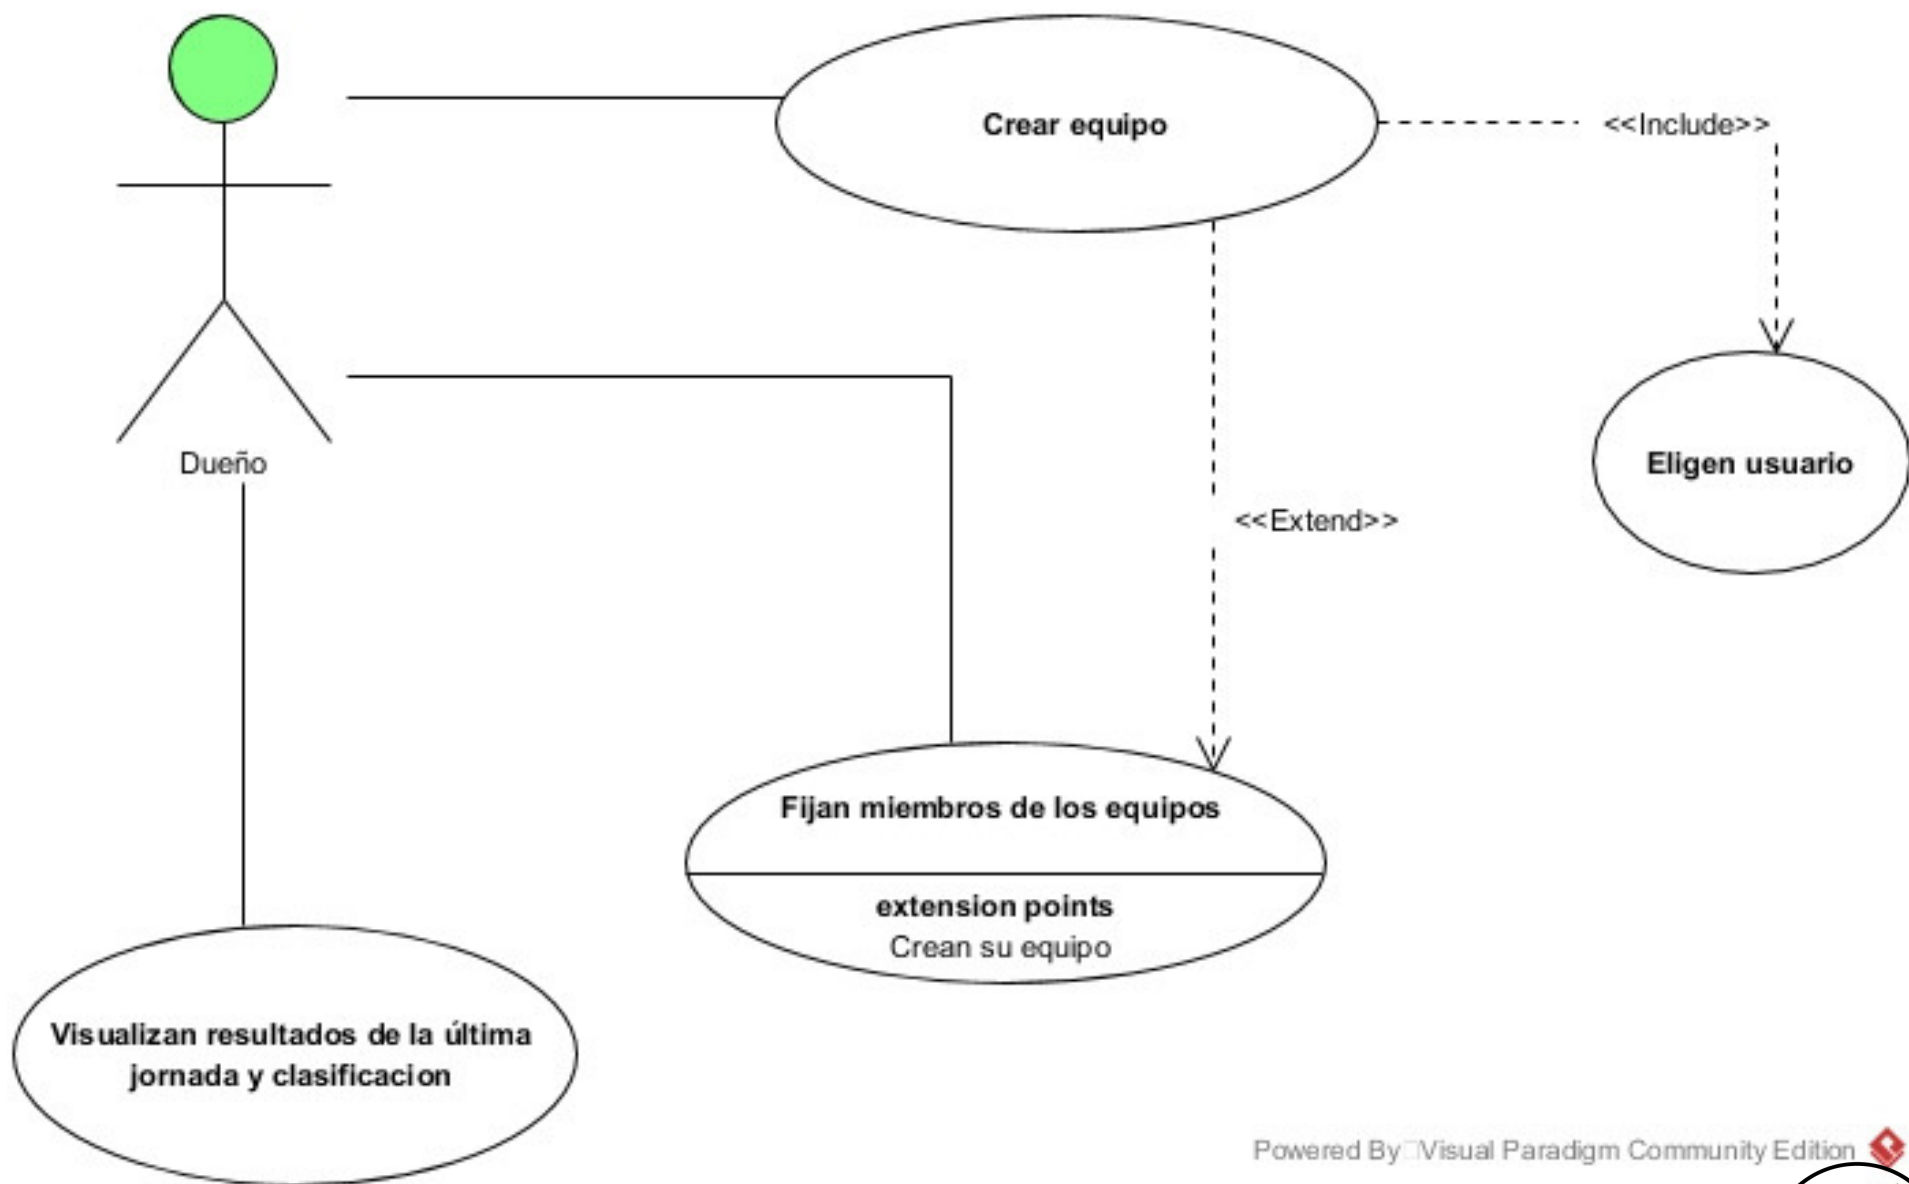 Crear equipo
<<Include>>
Dueño
Eligen usuario
<<Extend>>
Fijan miembros de los equipos
extension points
Crean su equipo
Visualizan resultados de la última
jornada y clasificacion
Powered By Visual Paradigm Community Edition